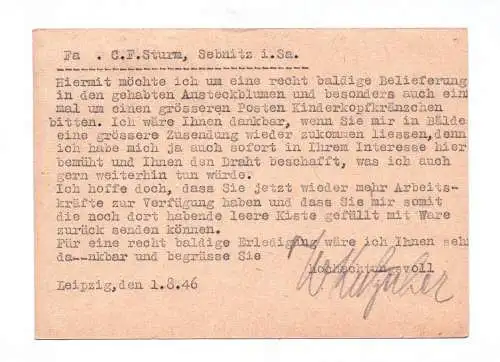 Fa . C.F.Sturm, Sebnitz i.Sa.
Hiermit möchte ich um eine recht baldige Belieferung
in den gehabten Ansteckblumen und besonders auch ein
mal um einen grösseren Posten Kinderkopfkränzchen
bitten. Ich wäre Ihnen dankbar, wenn Sie mir in Bälde
eine grössere Zusendung wieder zukommen liessen,denn
ich habe mich ja auch sofort in Ihrem Interesse hier
bemüht und Ihnen den Draht beschafft, was ich auch
gern weiterhin tun würde.
Ich hoffe doch, dass Sie jetzt wieder mehr Arbeits-
kräfte zur Verfügung haben und dass Sie mir somit
die noch dort habende leere Kiste gefüllt mit Ware
zurück senden können.
Für eine recht baldige Erledigung wäre ich Ihnen seh
da--nkbar und begrüsse Sie
hochachtungsvoll
Leipzig,den 1.8.46